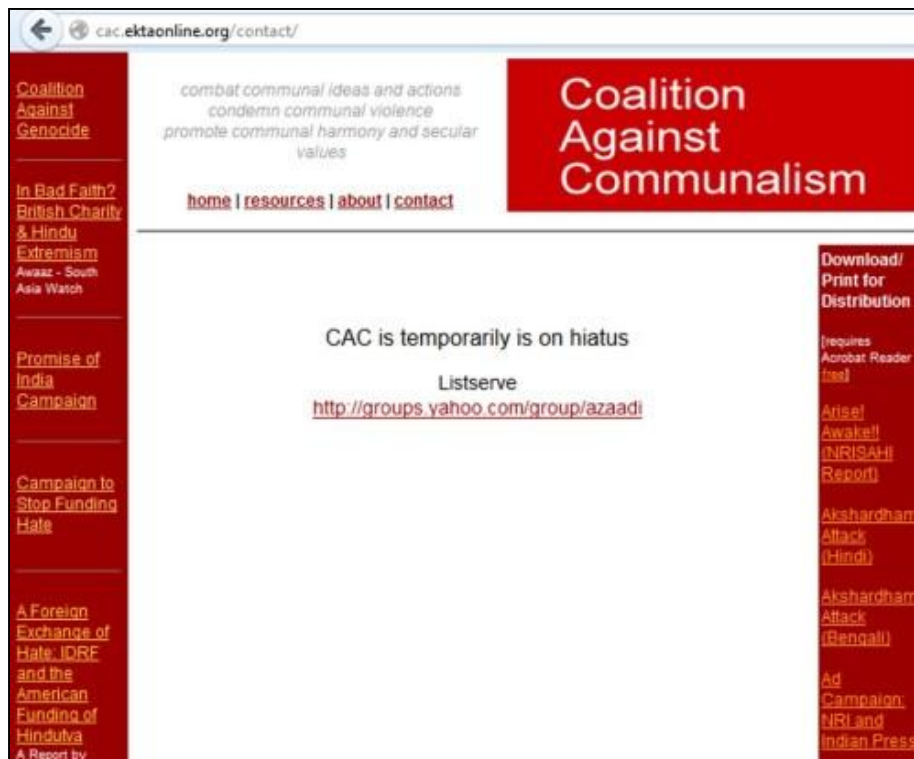 cac.ektaonline.org/contact/
Coalition
Against
Genocide
In Bad Faith?
British Charity
& Hindu
Extremism
Awaaz - South
Asia Watch
Promise of
India
Campaign
Campaign to
Stop Funding
Hate
A Foreign
Exchange of
Hate: IDRF
and the
American
Funding of
Hindutva
A Report by
combat communal ideas and actions
condemn communal violence
promote communal harmony and secular
values
home | resources | about | contact
Coalition
Against
Communalism
CAC is temporarily is on hiatus
Listserve
http://groups.yahoo.com/group/azaadi
Download/
Print for
Distribution
[requires
Acrobat Reader
free]
Arise!
Awake!!
(NRISAHI
Report)
Akshardham
Attack
(Hindi)
Akshardham
Attack
(Bengali)
Ad
Campaign:
NRI and
Indian Press